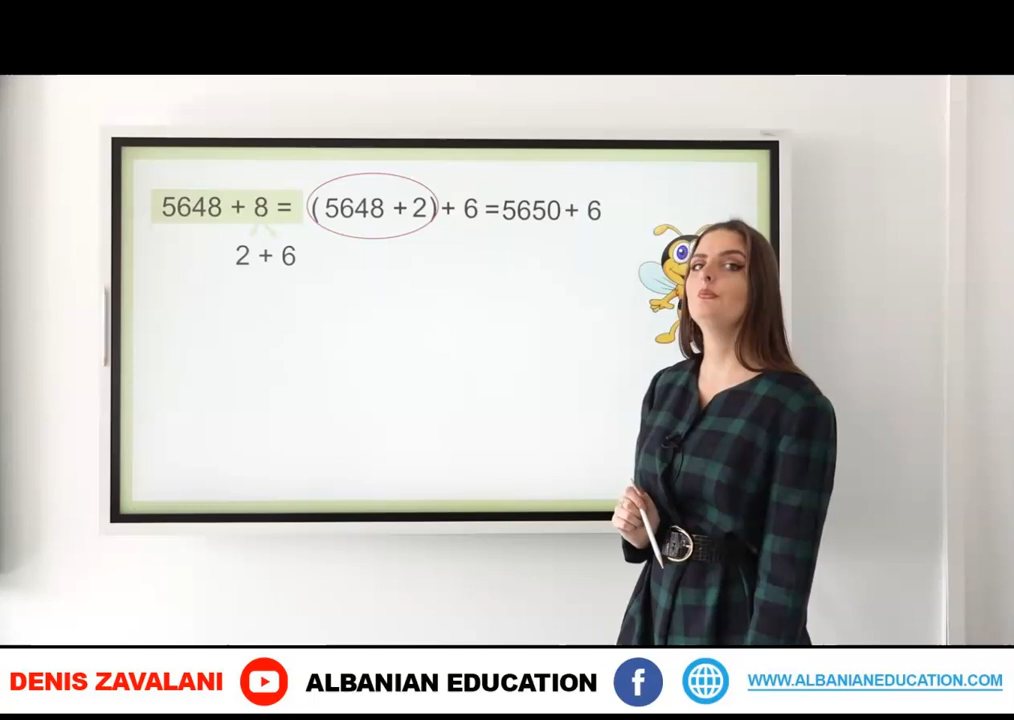 5648 + 8 = (5648 + 2) + 6 = 5650 + 6
2 + 6
DENIS ZAVALANI ALBANIAN EDUCATION WWW.ALBANIANEDUCATION.COM